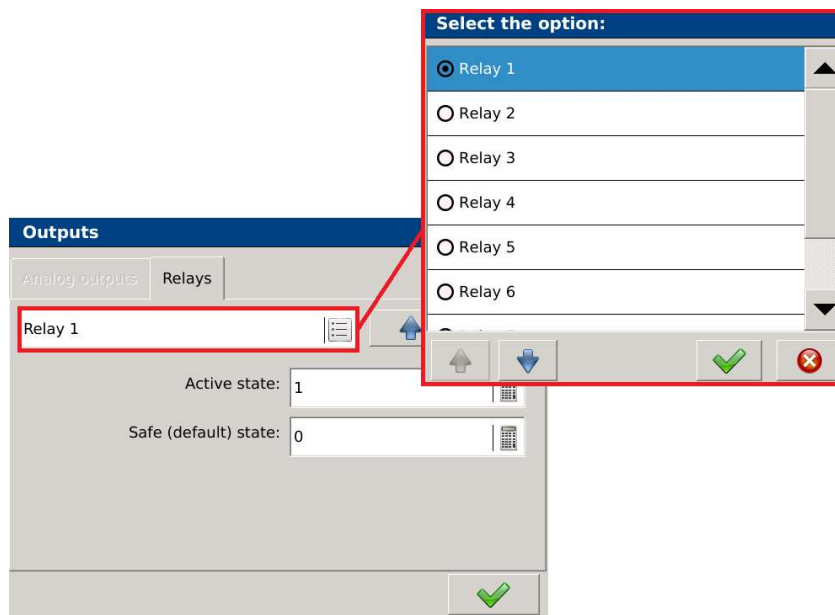 Select the option:
Relay 1
Relay 2
Relay 3
Relay 4
Relay 5
Relay 6
Outputs
Analog outputs
Relays
Relay 1
Active state:
1
Safe (default) state:
0